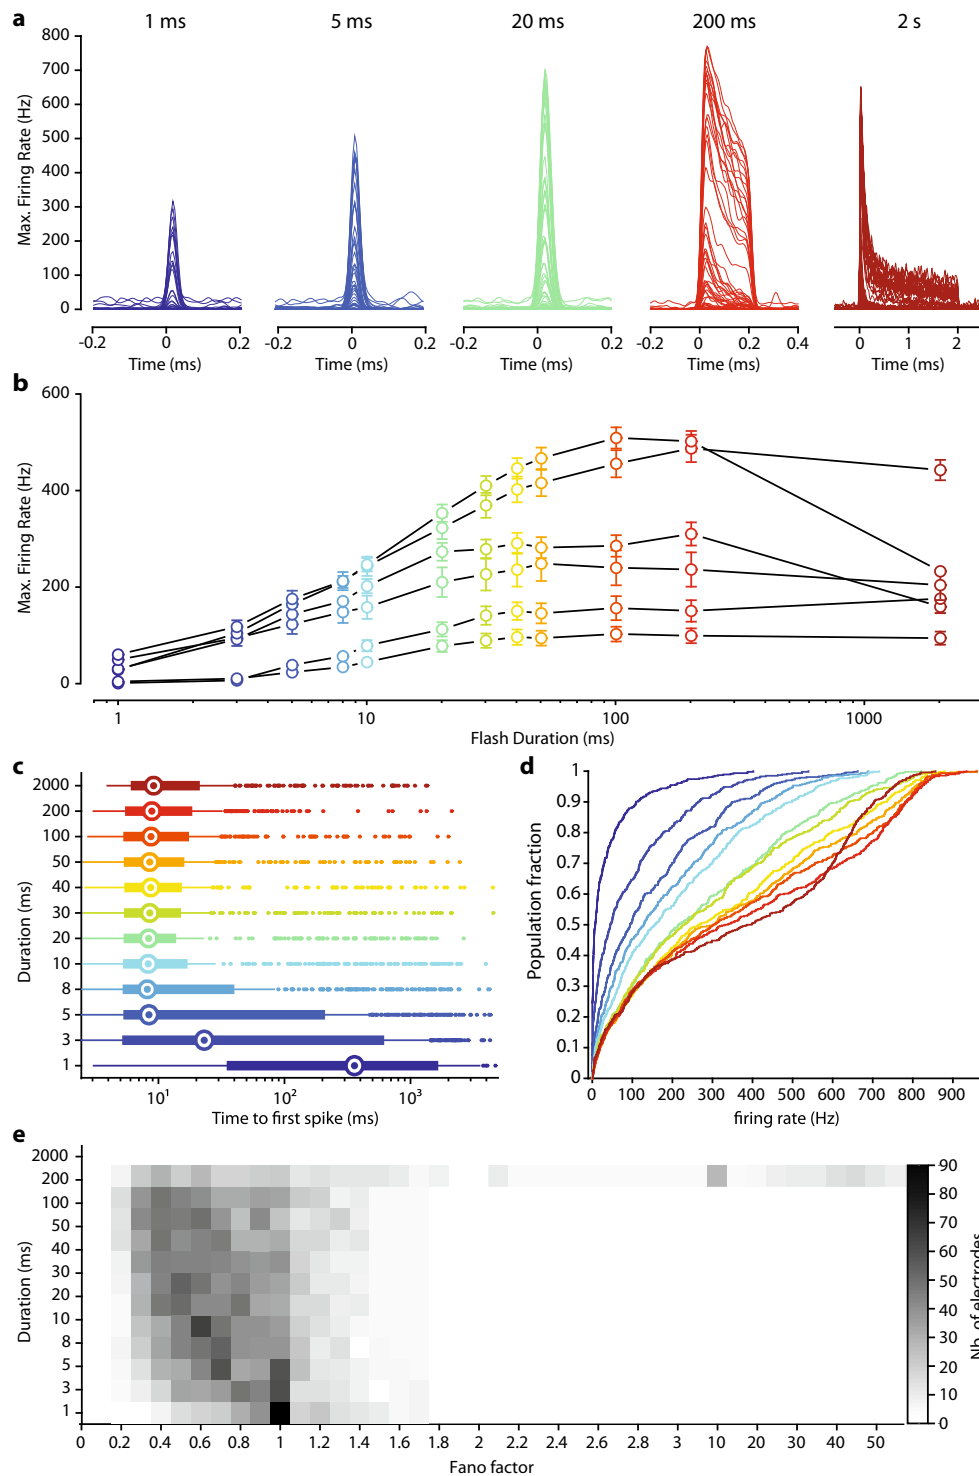 a
1 ms 5 ms 20 ms 200 ms 2 s
Max. Firing Rate (Hz)
800
700
600
500
400
300
200
100
0
-0.2 0 0.2 -0.2 0 0.2 -0.2 0 0.2 -0.2 0 0.2 0.4 0 1 2
Time (ms) Time (ms) Time (ms) Time (ms) Time (ms)
b
Max. Firing Rate (Hz)
600
400
200
0
1 10 100 1000
Flash Duration (ms)
c
Duration (ms)
2000
200
100
50
40
30
20
10
8
5
3
1
10¹ 10² 10³
Time to first spike (ms)
d
Population fraction
1
0.9
0.8
0.7
0.6
0.5
0.4
0.3
0.2
0.1
0
0 100 200 300 400 500 600 700 800 900
firing rate (Hz)
e
Duration (ms)
2000
200
100
50
40
30
20
10
8
5
3
1
0 0.2 0.4 0.6 0.8 1 1.2 1.4 1.6 1.8 2 2.2 2.4 2.6 2.8 3 10 20 30 40 50
Fano factor
90
80
70
60
50
40
30
20
10
0
Nb. of electrodes